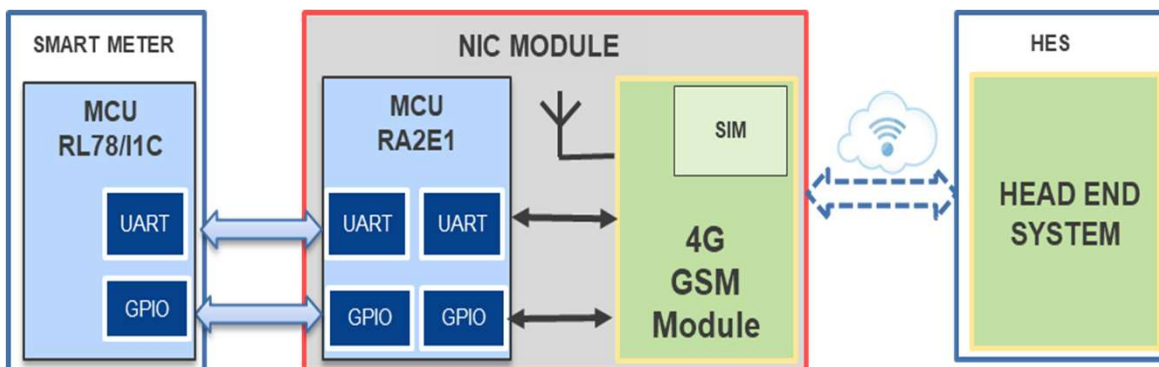 SMART METER
MCU
RL78/I1C
UART
GPIO
NIC MODULE
MCU
RA2E1
UART
UART
GPIO
GPIO
SIM
4G
GSM
Module
HES
HEAD END
SYSTEM